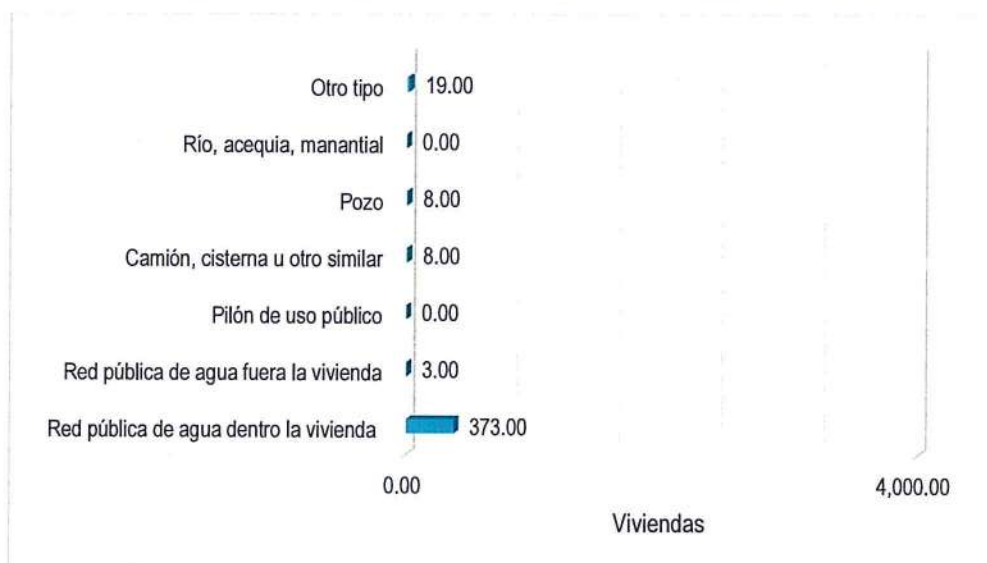 Otro tipo 19.00
Río, acequia, manantial 0.00
Pozo 8.00
Camión, cisterna u otro similar 8.00
Pilón de uso público 0.00
Red pública de agua fuera la vivienda 3.00
Red pública de agua dentro la vivienda 373.00
0.00 4,000.00
Viviendas